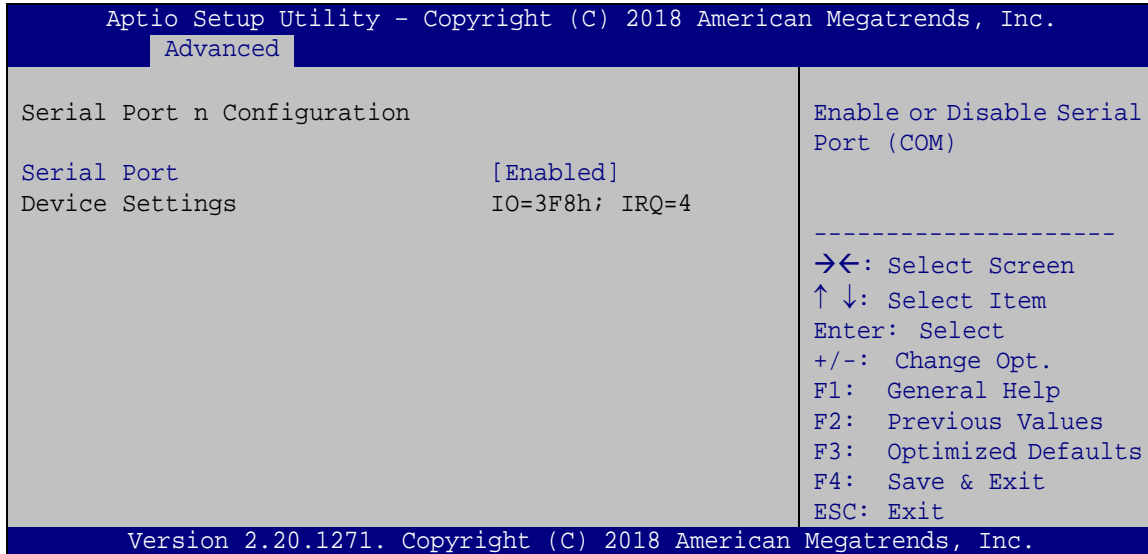 Aptio Setup Utility – Copyright (C) 2018 American Megatrends, Inc.
Advanced
Serial Port n Configuration
Serial Port [Enabled]
Device Settings IO=3F8h; IRQ=4
Enable or Disable Serial
Port (COM)
---------------------
→←: Select Screen
↑ ↓: Select Item
Enter: Select
+/-: Change Opt.
F1: General Help
F2: Previous Values
F3: Optimized Defaults
F4: Save & Exit
ESC: Exit
Version 2.20.1271. Copyright (C) 2018 American Megatrends, Inc.